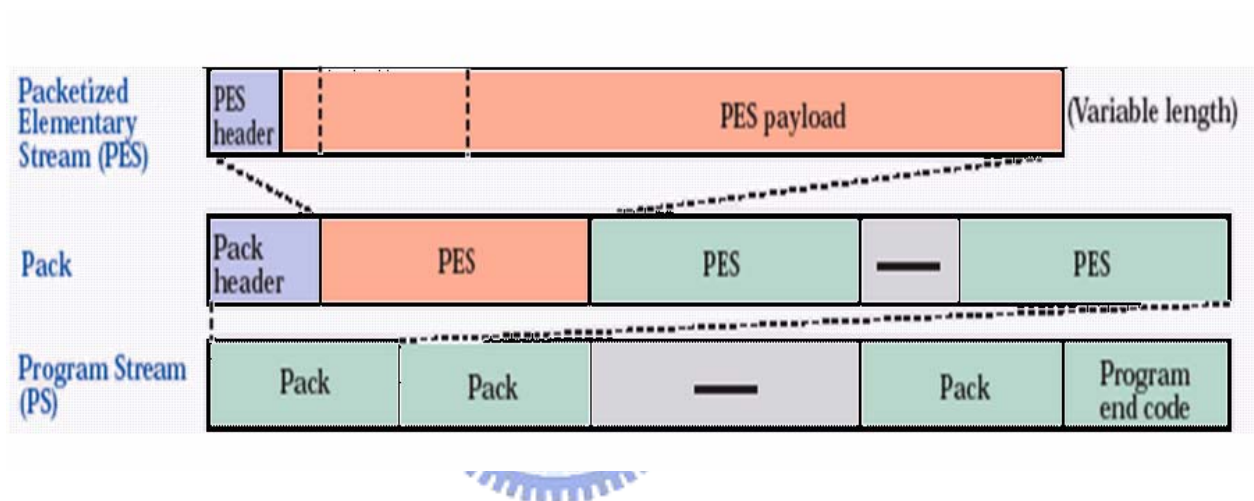 Packetized
Elementary
Stream (PES)
PES
header
PES payload
(Variable length)
Pack
Pack
header
PES
PES
PES
Program Stream
(PS)
Pack
Pack
Pack
Program
end code